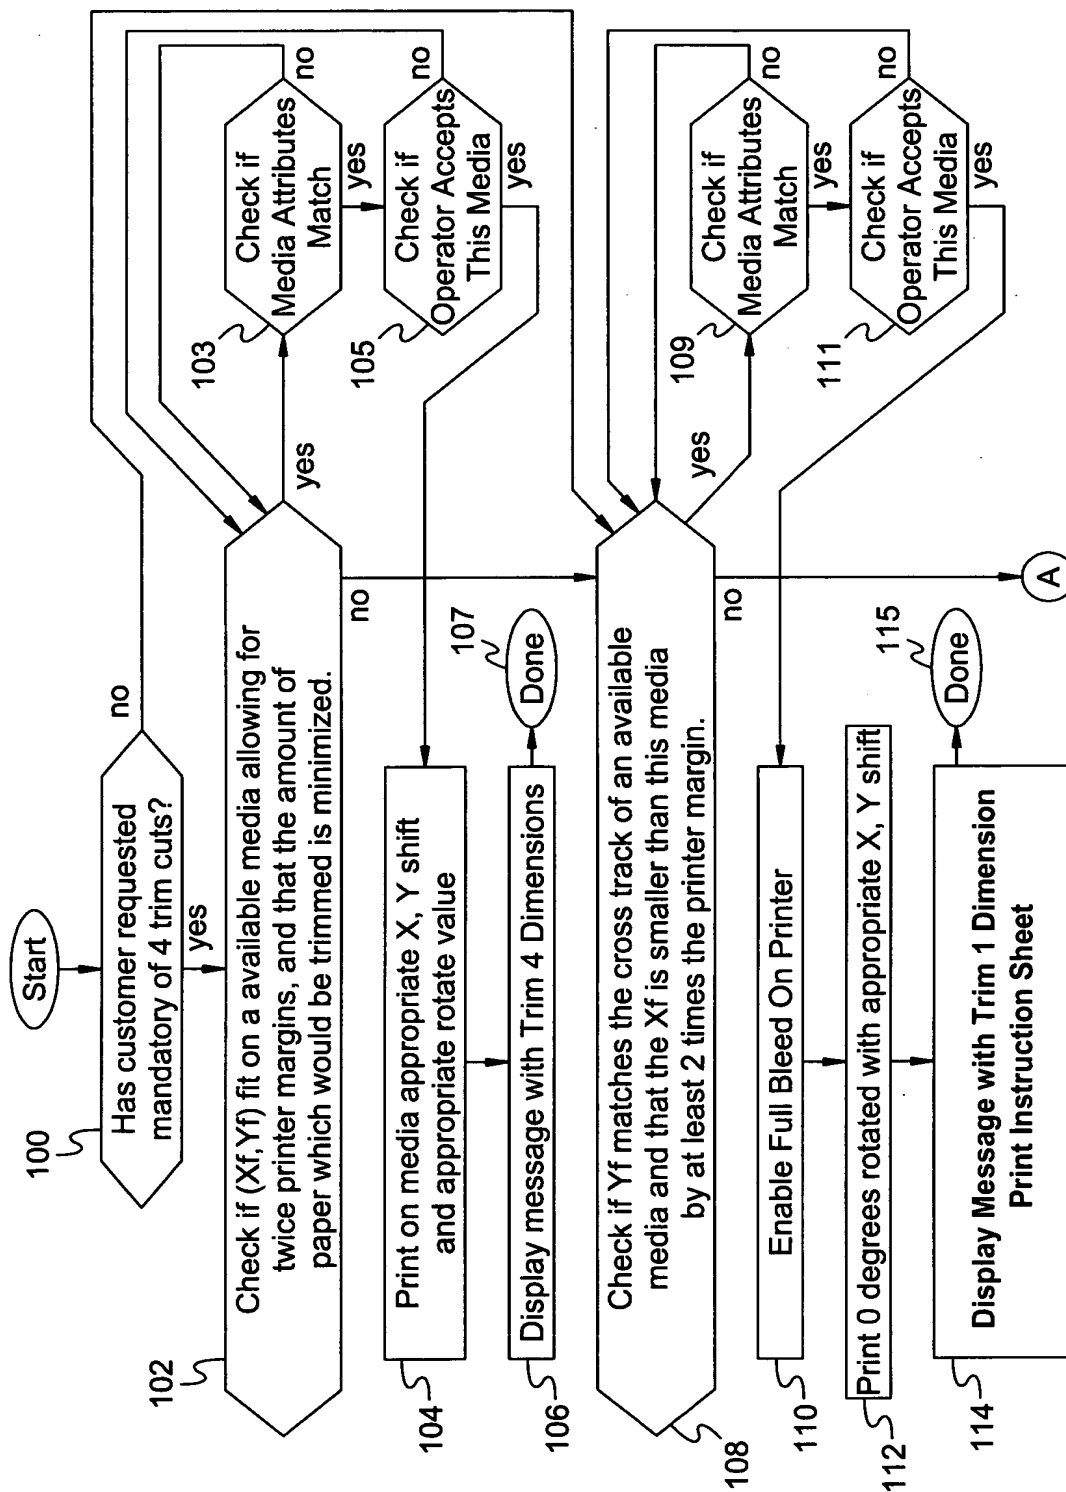 Start
100
Has customer requested
mandatory of 4 trim cuts?
no
yes
102
Check if (Xf,Yf) fit on a available media allowing for
twice printer margins, and that the amount of
paper which would be trimmed is minimized.
yes
no
103
Check if
Media Attributes
Match
no
yes
105
Check if
Operator Accepts
This Media
no
yes
104
Print on media appropriate X, Y shift
and appropriate rotate value
106
Display message with Trim 4 Dimensions
107
Done
108
Check if Yf matches the cross track of an available
media and that the Xf is smaller than this media
by at least 2 times the printer margin.
yes
no
109
Check if
Media Attributes
Match
no
yes
111
Check if
Operator Accepts
This Media
no
yes
110
Enable Full Bleed On Printer
112
Print 0 degrees rotated with appropriate X, Y shift
114
Display Message with Trim 1 Dimension
Print Instruction Sheet
115
Done
A